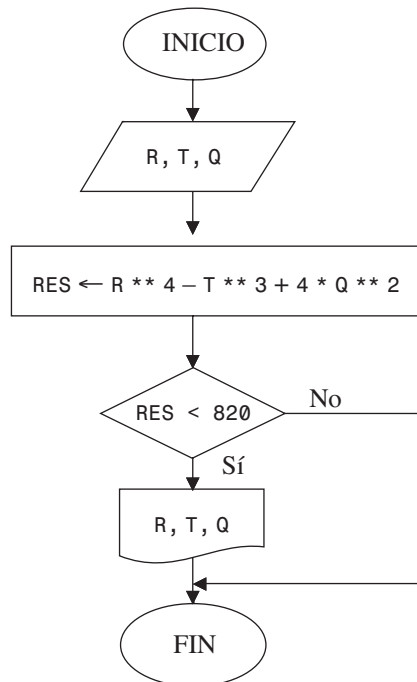 INICIO
R, T, Q
RES ← R ** 4 – T ** 3 + 4 * Q ** 2
RES < 820
No
Sí
R, T, Q
FIN